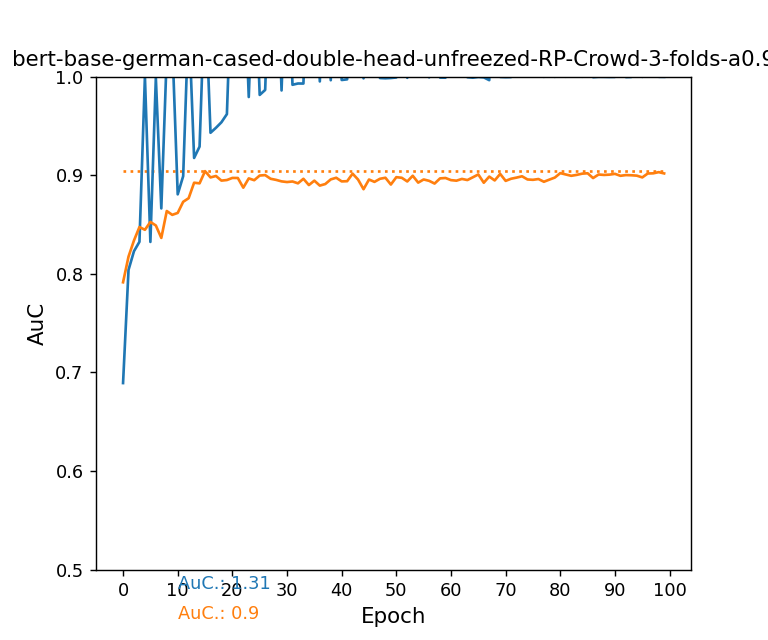 bert-base-german-cased-double-head-unfreezed-RP-Crowd-3-folds-a0.9
1.0
0.9
0.8
0.7
0.6
0.5
AuC
0 10 20 30 40 50 60 70 80 90 100
AuC.: 1.31
AuC.: 0.9
Epoch